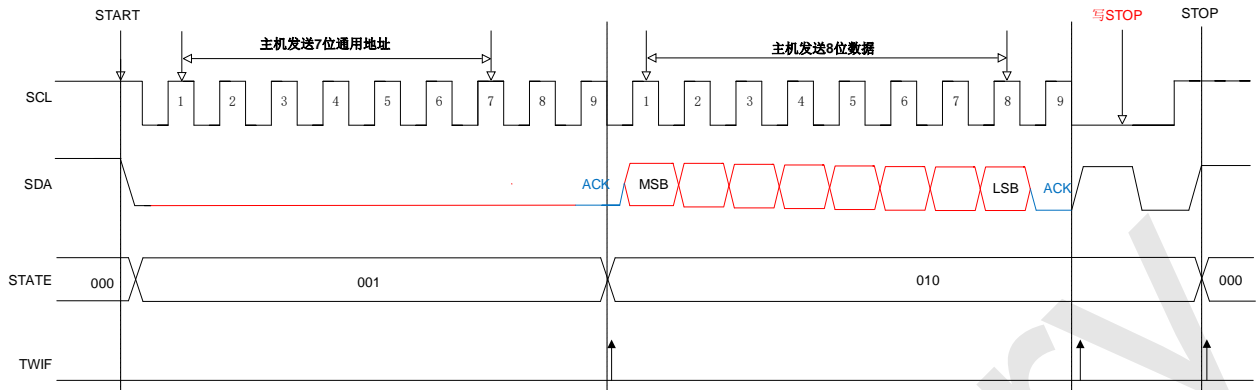 START
写STOP
STOP
主机发送7位通用地址
主机发送8位数据
SCL
1 2 3 4 5 6 7 8 9 1 2 3 4 5 6 7 8 9
SDA
ACK MSB LSB ACK
STATE
000 001 010 000
TWIF